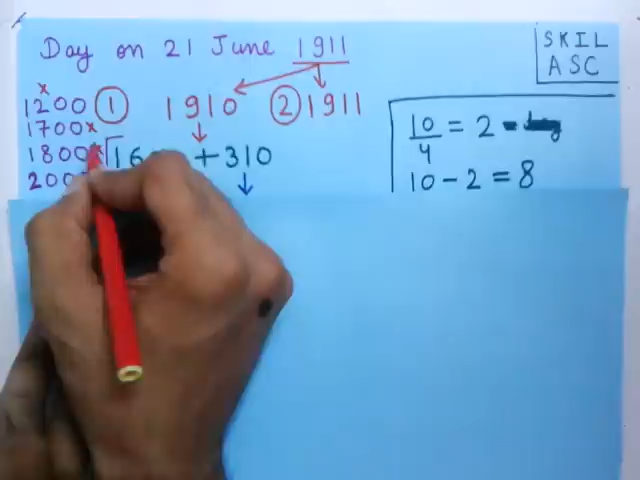 Day on 21 June 1911
SKIL
ASC
1200 ① 1910 ② 1911
1700
1800 16 + 310
200
10/4 = 2
10 - 2 = 8